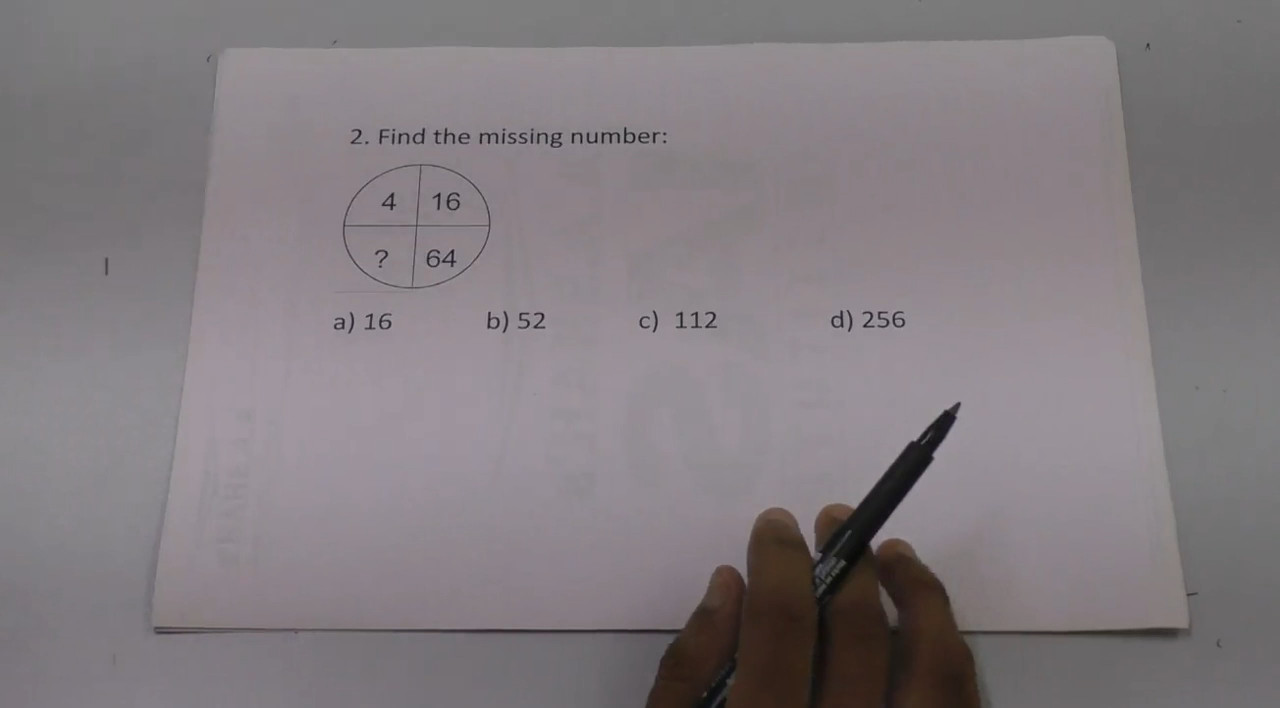 2. Find the missing number:
4 16
? 64
a) 16 b) 52 c) 112 d) 256